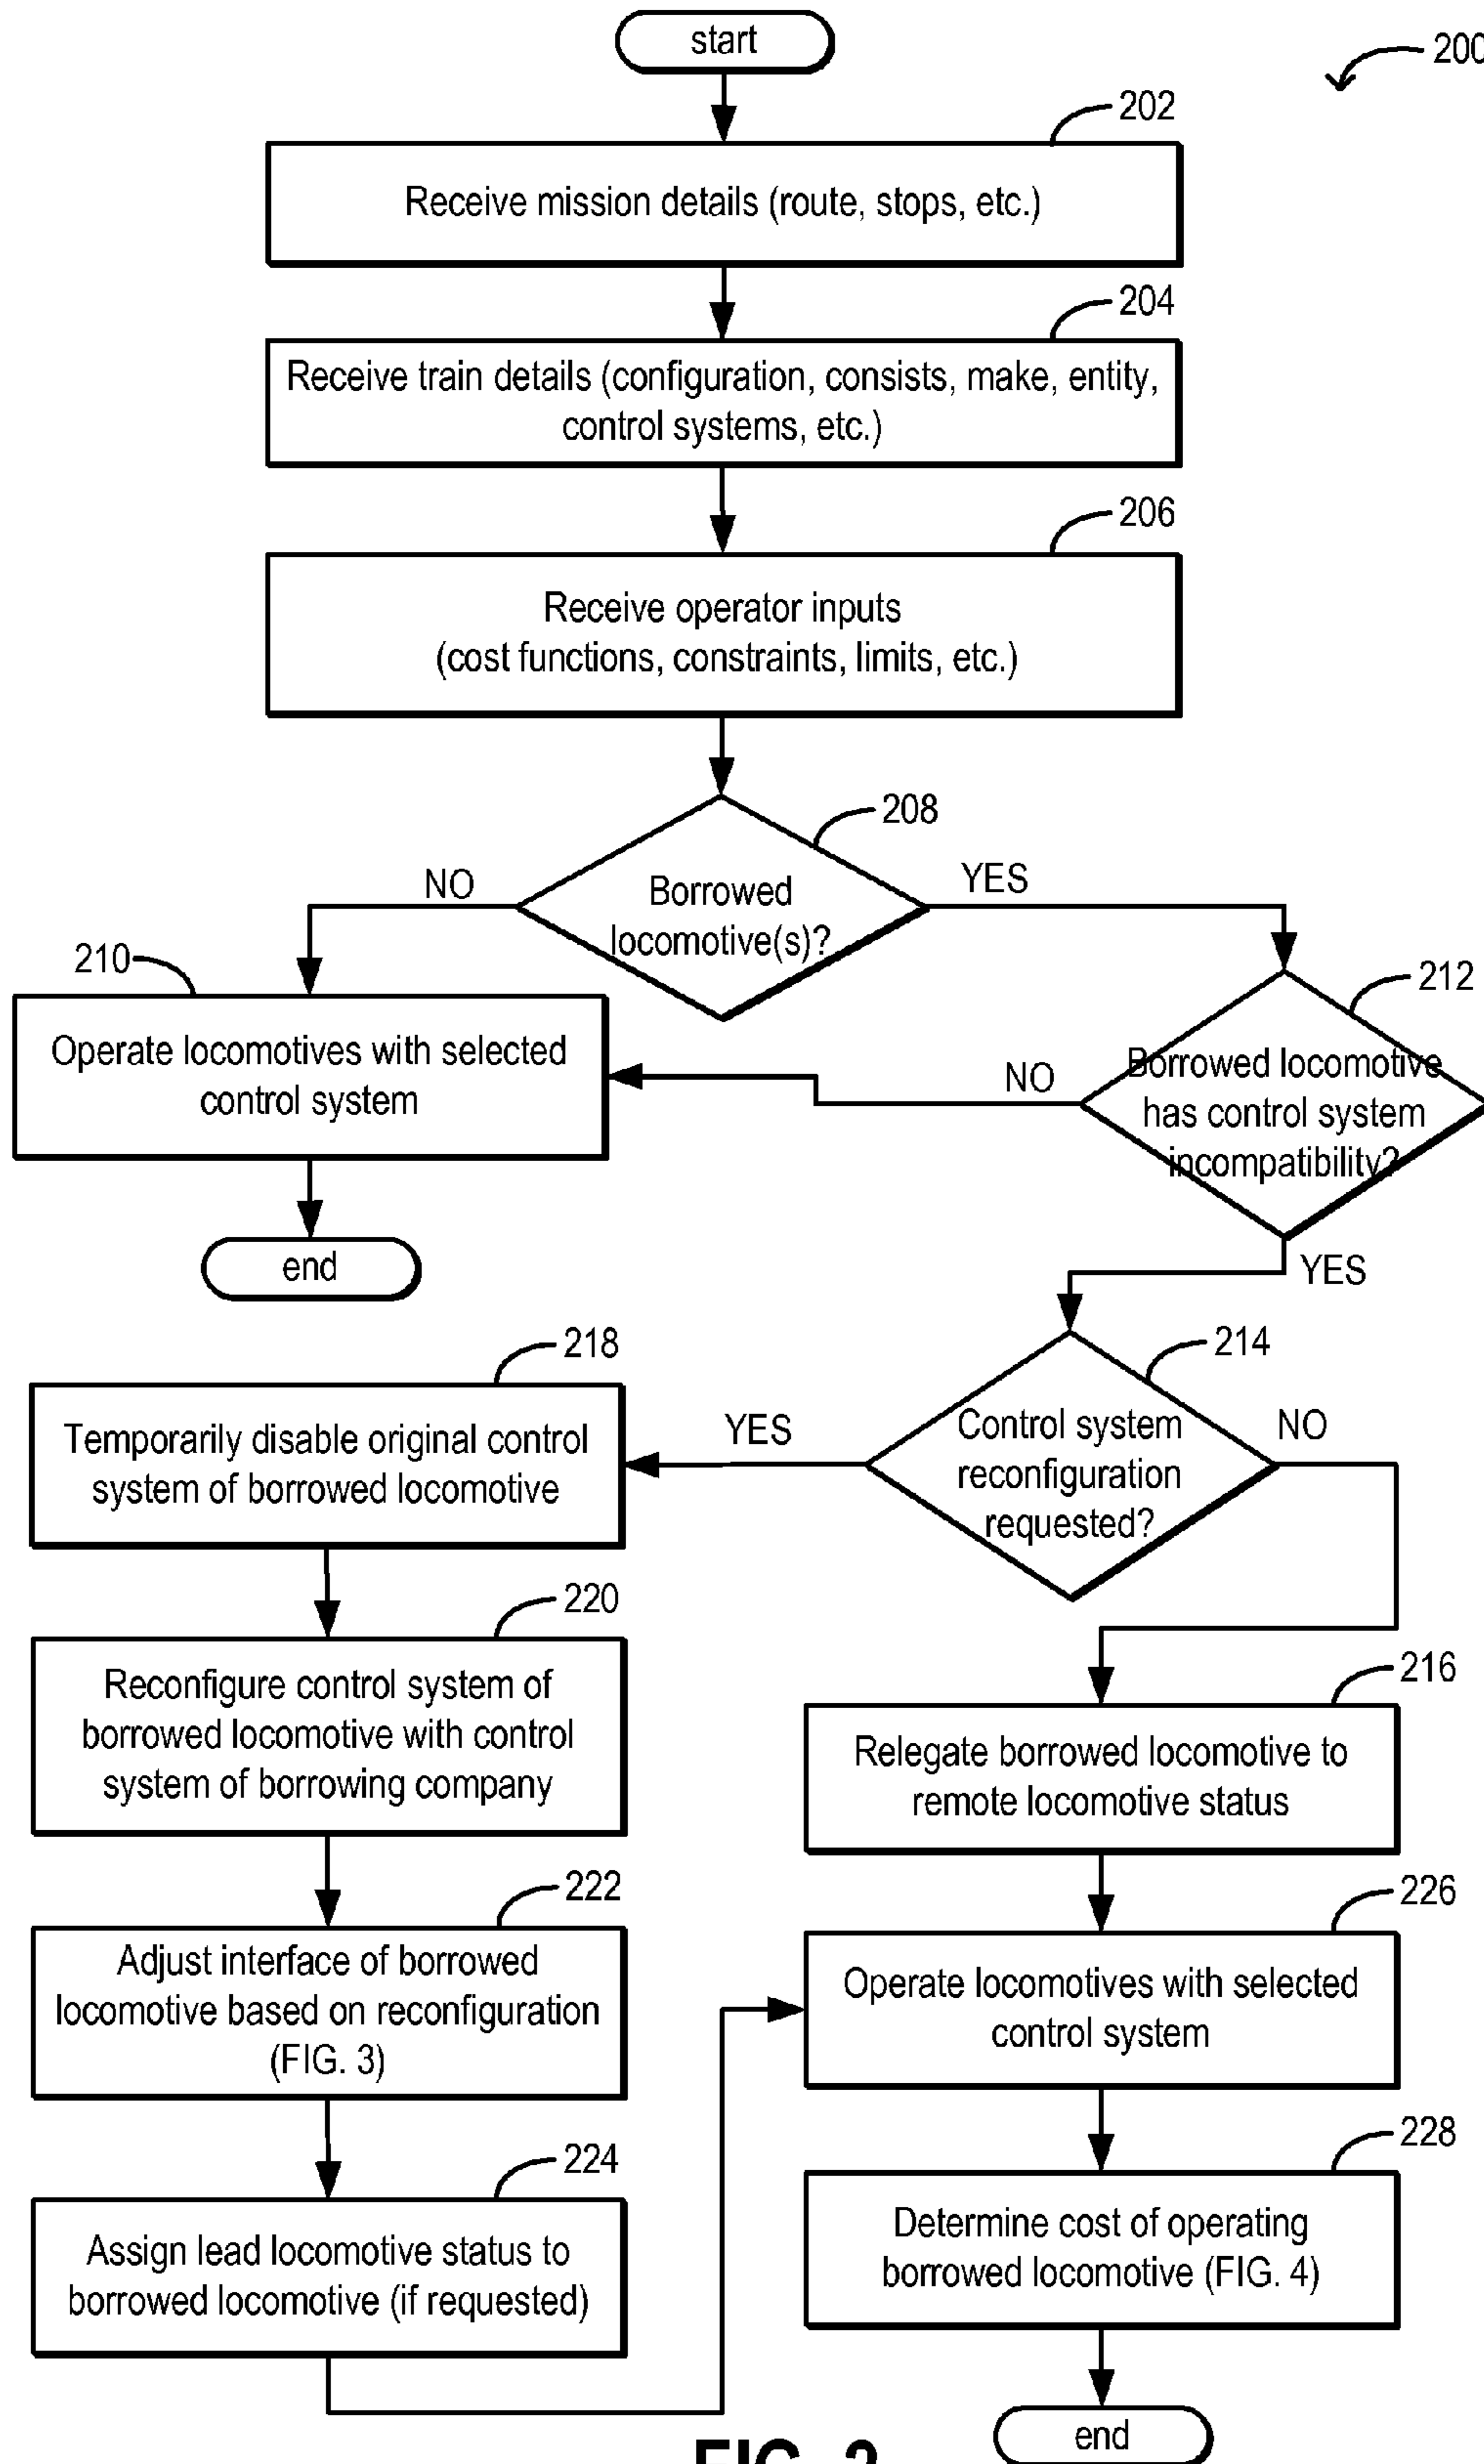 start
200
202
Receive mission details (route, stops, etc.)
204
Receive train details (configuration, consists, make, entity,
control systems, etc.)
206
Receive operator inputs
(cost functions, constraints, limits, etc.)
208
Borrowed
locomotive(s)?
NO
YES
210
Operate locomotives with selected
control system
212
Borrowed locomotive
has control system
incompatibility?
NO
YES
end
214
Control system
reconfiguration
requested?
YES
NO
218
Temporarily disable original control
system of borrowed locomotive
220
Reconfigure control system of
borrowed locomotive with control
system of borrowing company
216
Relegate borrowed locomotive to
remote locomotive status
222
Adjust interface of borrowed
locomotive based on reconfiguration
(FIG. 3)
226
Operate locomotives with selected
control system
224
Assign lead locomotive status to
borrowed locomotive (if requested)
228
Determine cost of operating
borrowed locomotive (FIG. 4)
end
FIG. 2